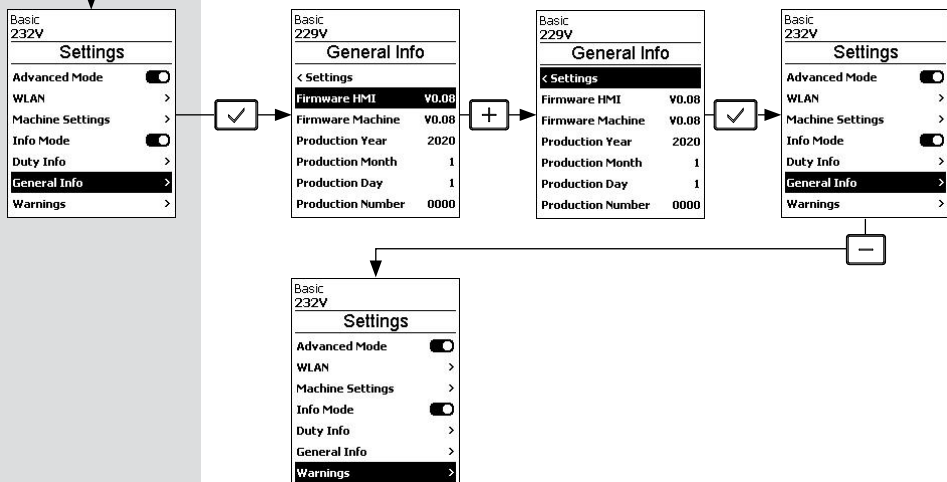 Basic
232V
Settings
Advanced Mode
WLAN >
Machine Settings >
Info Mode
Duty Info >
General Info >
Warnings >
Basic
229V
General Info
< Settings
Firmware HMI V0.08
Firmware Machine V0.08
Production Year 2020
Production Month 1
Production Day 1
Production Number 0000
+
Basic
229V
General Info
< Settings
Firmware HMI V0.08
Firmware Machine V0.08
Production Year 2020
Production Month 1
Production Day 1
Production Number 0000
Basic
232V
Settings
Advanced Mode
WLAN >
Machine Settings >
Info Mode
Duty Info >
General Info >
Warnings >
−
Basic
232V
Settings
Advanced Mode
WLAN >
Machine Settings >
Info Mode
Duty Info >
General Info >
Warnings >